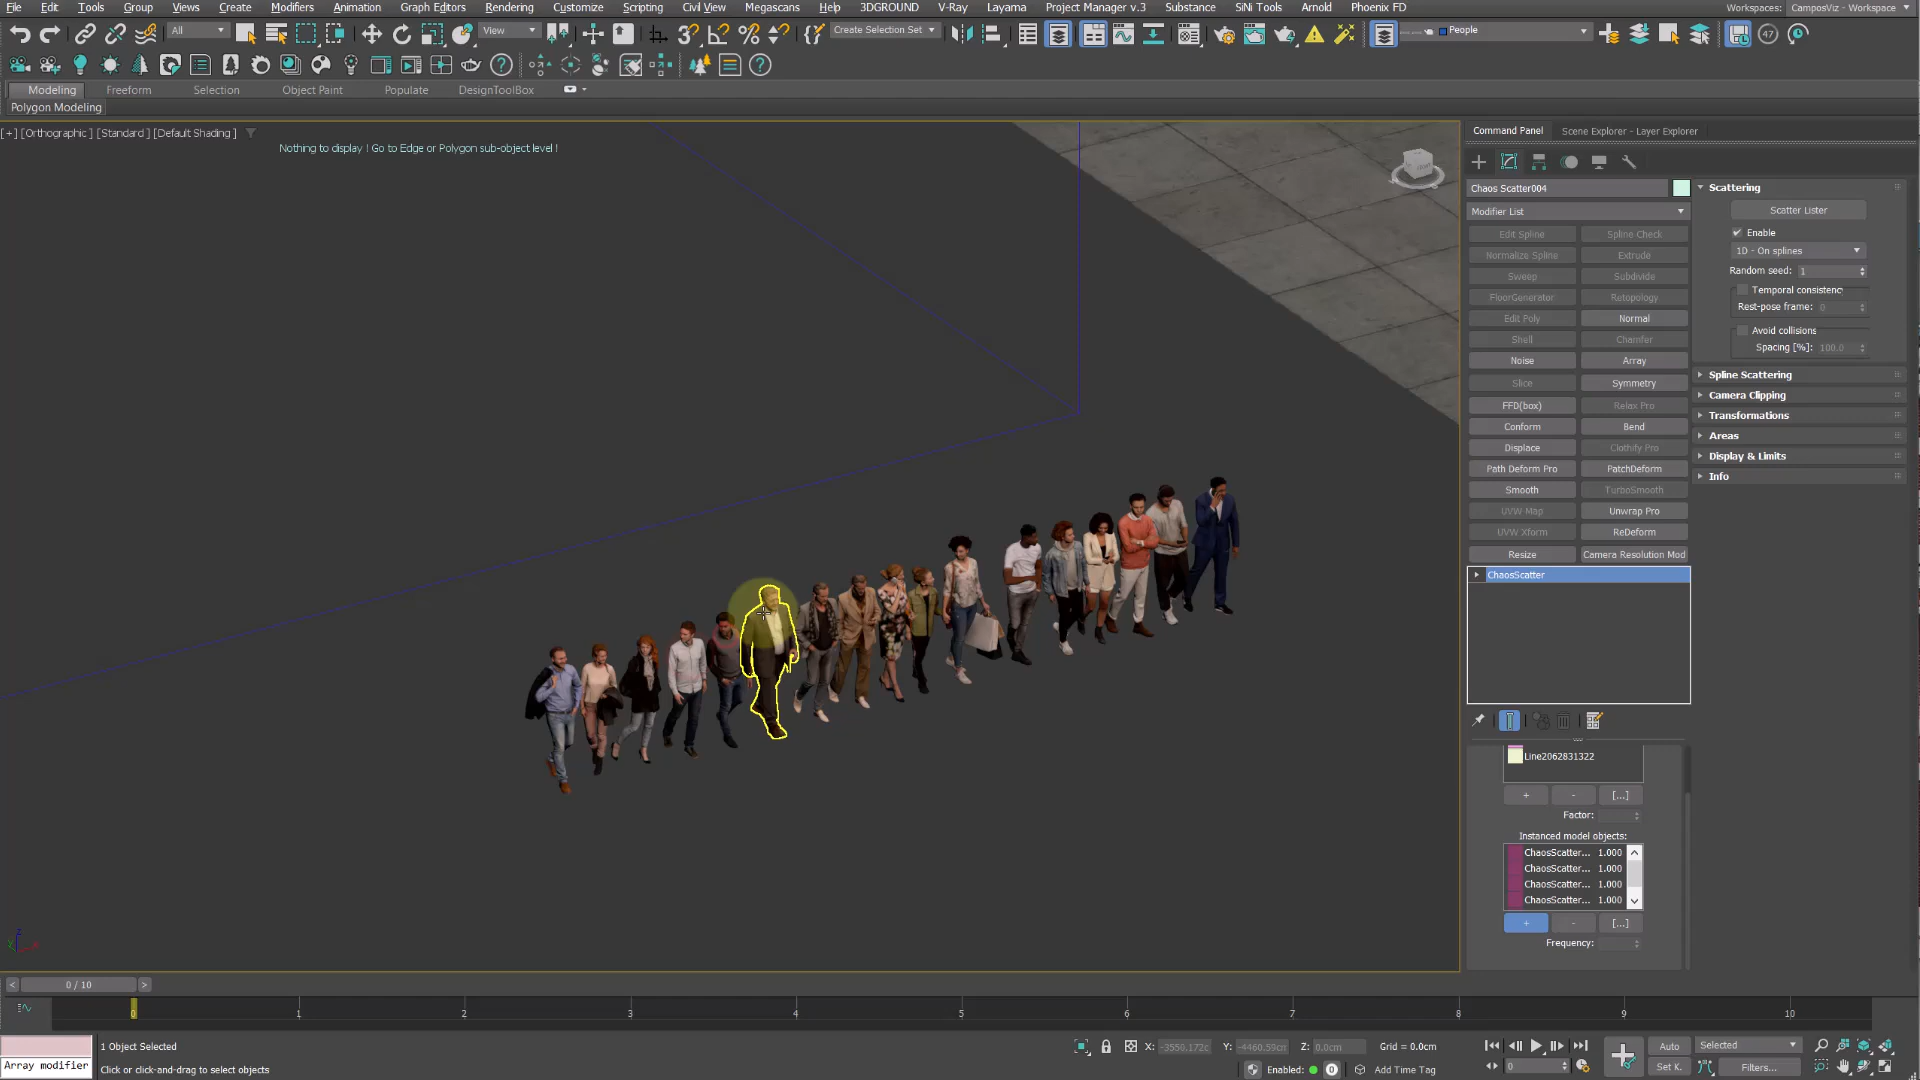 File Edit Tools Group Views Create Modifiers Animation Graph Editors Rendering Customize Scripting Civil View Megascans Help 3DGROUND V-Ray Layama Project Manager v.3 Substance SiNi Tools Arnold Phoenix FD Workspaces: CamposViz - Workspace
All View Create Selection Set People 47
Modeling Freeform Selection Object Paint Populate DesignToolBox
Polygon Modeling
[+] [Orthographic ] [Standard ] [Default Shading ]
Nothing to display ! Go to Edge or Polygon sub-object level !
Command Panel Scene Explorer - Layer Explorer
Chaos Scatter004
Modifier List
Edit Spline Spline Check
Normalize Spline Extrude
Sweep Subdivide
FloorGenerator Retopology
Edit Poly Normal
Shell Chamfer
Noise Array
Slice Symmetry
FFD(box) Relax Pro
Conform Bend
Displace Clothify Pro
Path Deform Pro PatchDeform
Smooth TurboSmooth
UVW Map Unwrap Pro
UVW Xform ReDeform
Resize Camera Resolution Mod
ChaosScatter
Line2062831322
+ - [...]
Factor:
Instanced model objects:
ChaosScatter... 1.000
ChaosScatter... 1.000
ChaosScatter... 1.000
ChaosScatter... 1.000
+ - [...]
Frequency:
Scattering
Scatter Lister
Enable
1D - On splines
Random seed: 1
Temporal consistency
Rest-pose frame: 0
Avoid collisions
Spacing [%]: 100.0
Spline Scattering
Camera Clipping
Transformations
Areas
Display & Limits
Info
< 0 / 10 >
0 1 2 3 4 5 6 7 8 9 10
1 Object Selected X: Y: Z: 0.0cm Grid = 0.0cm Auto Selected
Array modifier Click or click-and-drag to select objects Enabled: 0 Add Time Tag 0 Set K. Filters...